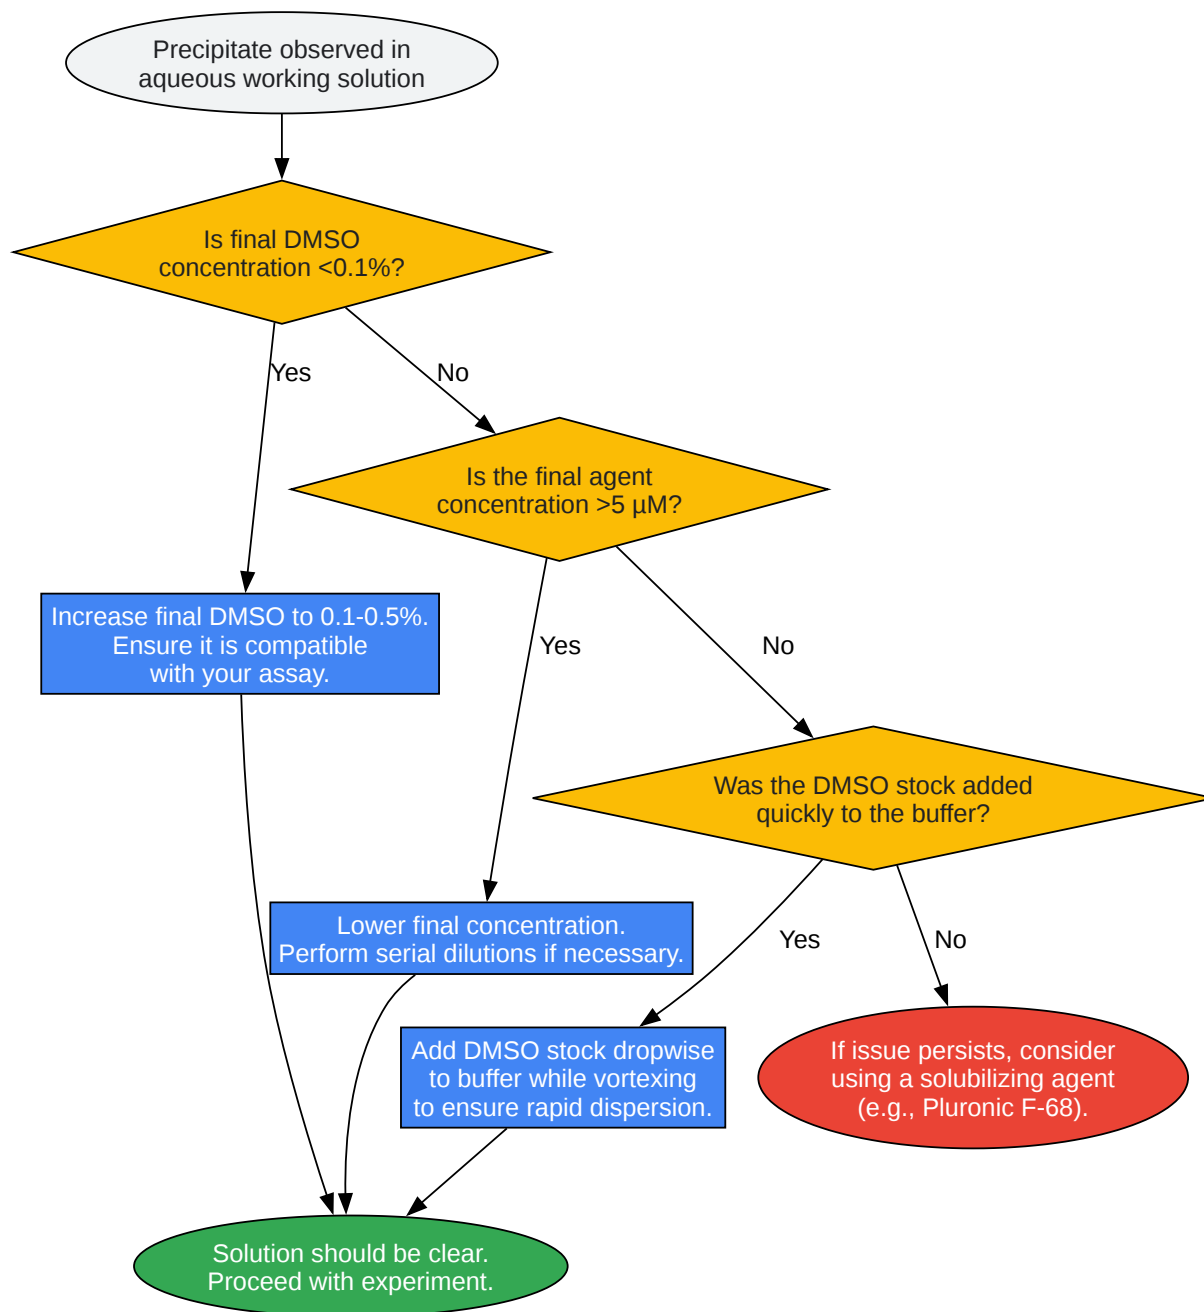 Precipitate observed in
aqueous working solution
Is final DMSO
concentration <0.1%?
Yes
No
Is the final agent
concentration >5 µM?
Increase final DMSO to 0.1-0.5%.
Ensure it is compatible
with your assay.
Yes
No
Was the DMSO stock added
quickly to the buffer?
Lower final concentration.
Perform serial dilutions if necessary.
Yes
No
Add DMSO stock dropwise
to buffer while vortexing
to ensure rapid dispersion.
If issue persists, consider
using a solubilizing agent
(e.g., Pluronic F-68).
Solution should be clear.
Proceed with experiment.